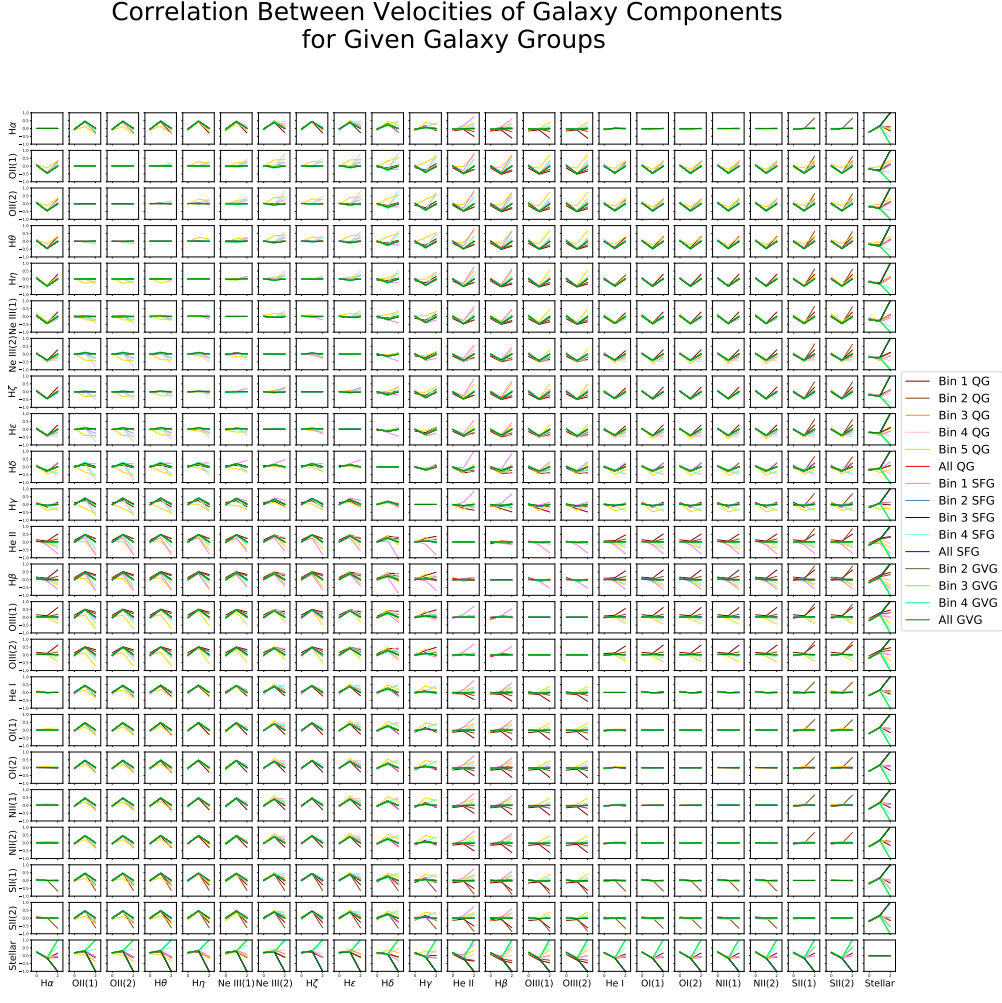 Correlation Between Velocities of Galaxy Components
for Given Galaxy Groups
Hα
OII(1)
OII(2)
Hθ
Hη
Ne III(1)
Ne III(2)
Hζ
Hε
Hδ
Hγ
He II
Hβ
OIII(1)
OIII(2)
He I
OI(1)
OI(2)
NII(1)
NII(2)
SII(1)
SII(2)
Stellar
Bin 1 QG
Bin 2 QG
Bin 3 QG
Bin 4 QG
Bin 5 QG
All QG
Bin 1 SFG
Bin 2 SFG
Bin 3 SFG
Bin 4 SFG
All SFG
Bin 2 GVG
Bin 3 GVG
Bin 4 GVG
All GVG
Hα OII(1) OII(2) Hθ Hη Ne III(1) Ne III(2) Hζ Hε Hδ Hγ He II Hβ OIII(1) OIII(2) He I OI(1) OI(2) NII(1) NII(2) SII(1) SII(2) Stellar